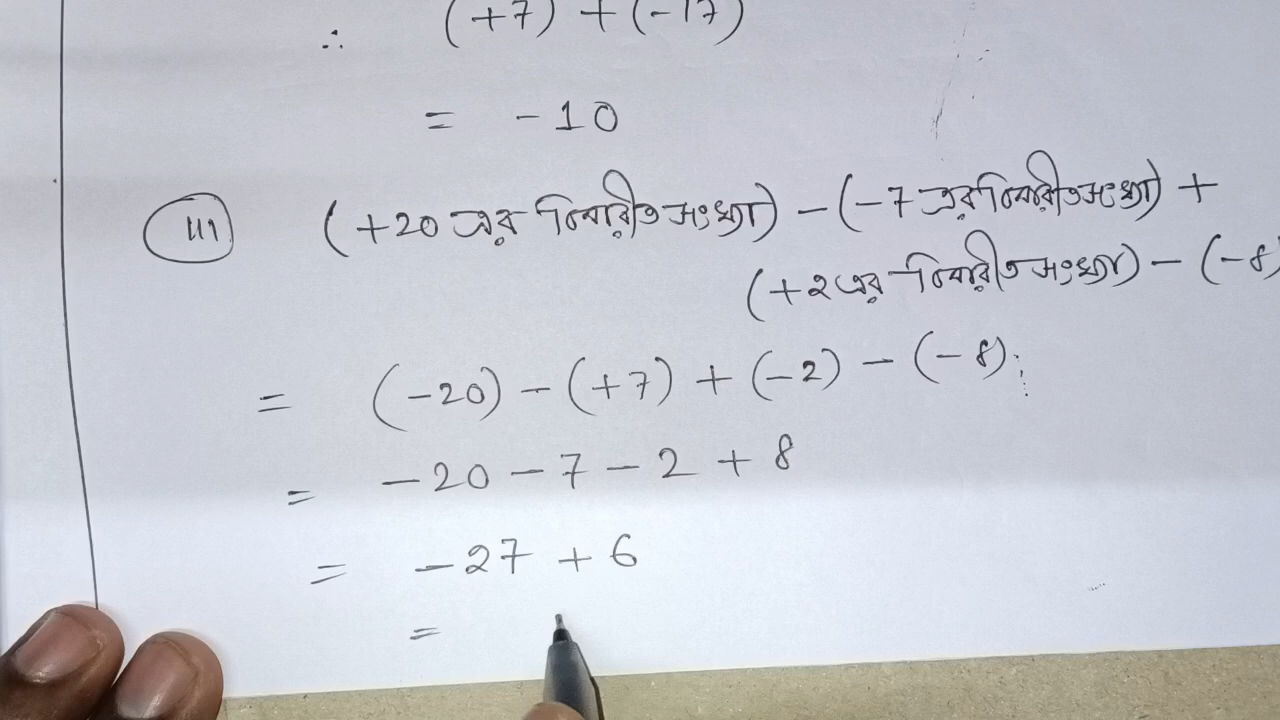 ∴ (+7) + (-17)
= -10
iii (+20 এর বিপরীত সংখ্যা) - (-7 এর বিপরীত সংখ্যা) +
(+২ এর বিপরীত সংখ্যা) - (-8)
= (-20) - (+7) + (-2) - (-8)
= -20 - 7 - 2 + 8
= -27 + 6
=